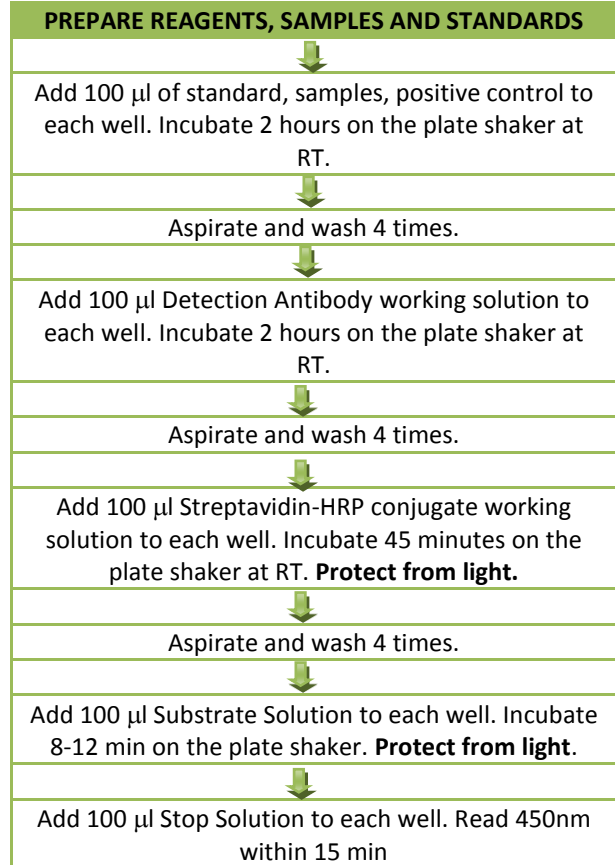 PREPARE REAGENTS, SAMPLES AND STANDARDS
Add 100 μl of standard, samples, positive control to
each well. Incubate 2 hours on the plate shaker at
RT.
Aspirate and wash 4 times.
Add 100 μl Detection Antibody working solution to
each well. Incubate 2 hours on the plate shaker at
RT.
Aspirate and wash 4 times.
Add 100 μl Streptavidin-HRP conjugate working
solution to each well. Incubate 45 minutes on the
plate shaker at RT. Protect from light.
Aspirate and wash 4 times.
Add 100 μl Substrate Solution to each well. Incubate
8-12 min on the plate shaker. Protect from light.
Add 100 μl Stop Solution to each well. Read 450nm
within 15 min